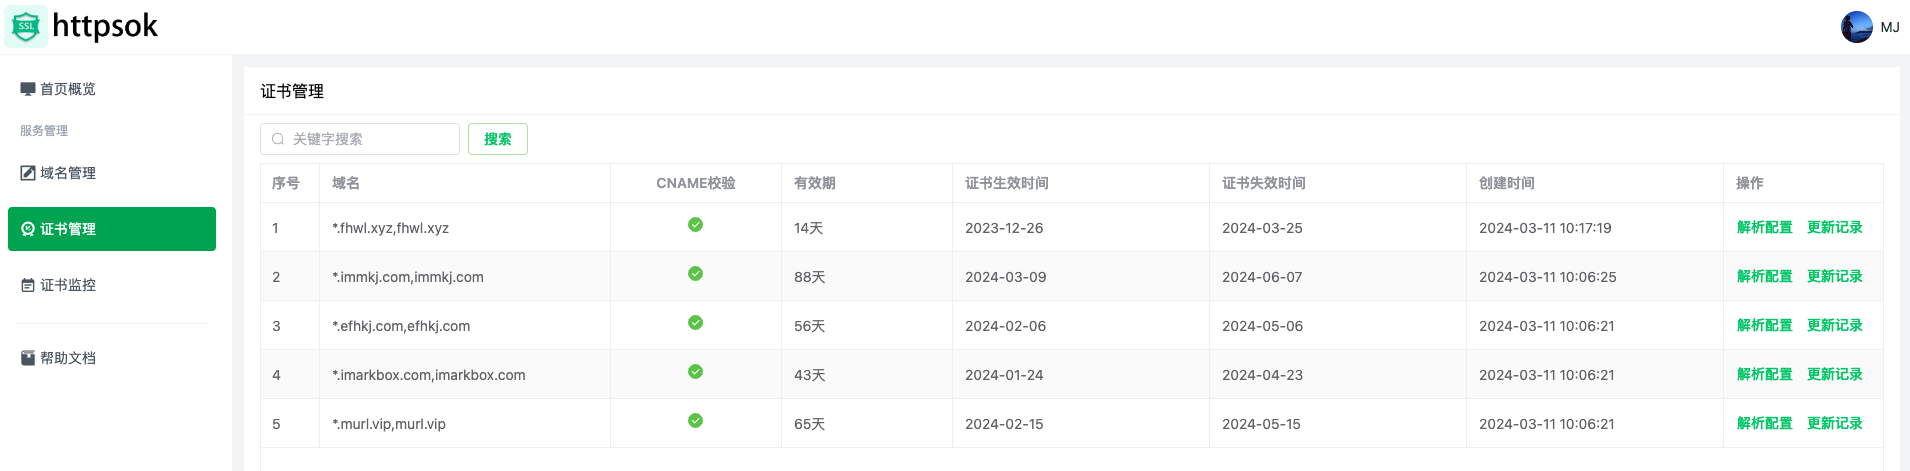 SSL httpsok
MJ
首页概览
服务管理
域名管理
证书管理
证书监控
帮助文档
证书管理
关键字搜索 搜索
序号 域名 CNAME校验 有效期 证书生效时间 证书失效时间 创建时间 操作
1 *.fhwl.xyz,fhwl.xyz 14天 2023-12-26 2024-03-25 2024-03-11 10:17:19 解析配置 更新记录
2 *.immkj.com,immkj.com 88天 2024-03-09 2024-06-07 2024-03-11 10:06:25 解析配置 更新记录
3 *.efhkj.com,efhkj.com 56天 2024-02-06 2024-05-06 2024-03-11 10:06:21 解析配置 更新记录
4 *.imarkbox.com,imarkbox.com 43天 2024-01-24 2024-04-23 2024-03-11 10:06:21 解析配置 更新记录
5 *.murl.vip,murl.vip 65天 2024-02-15 2024-05-15 2024-03-11 10:06:21 解析配置 更新记录